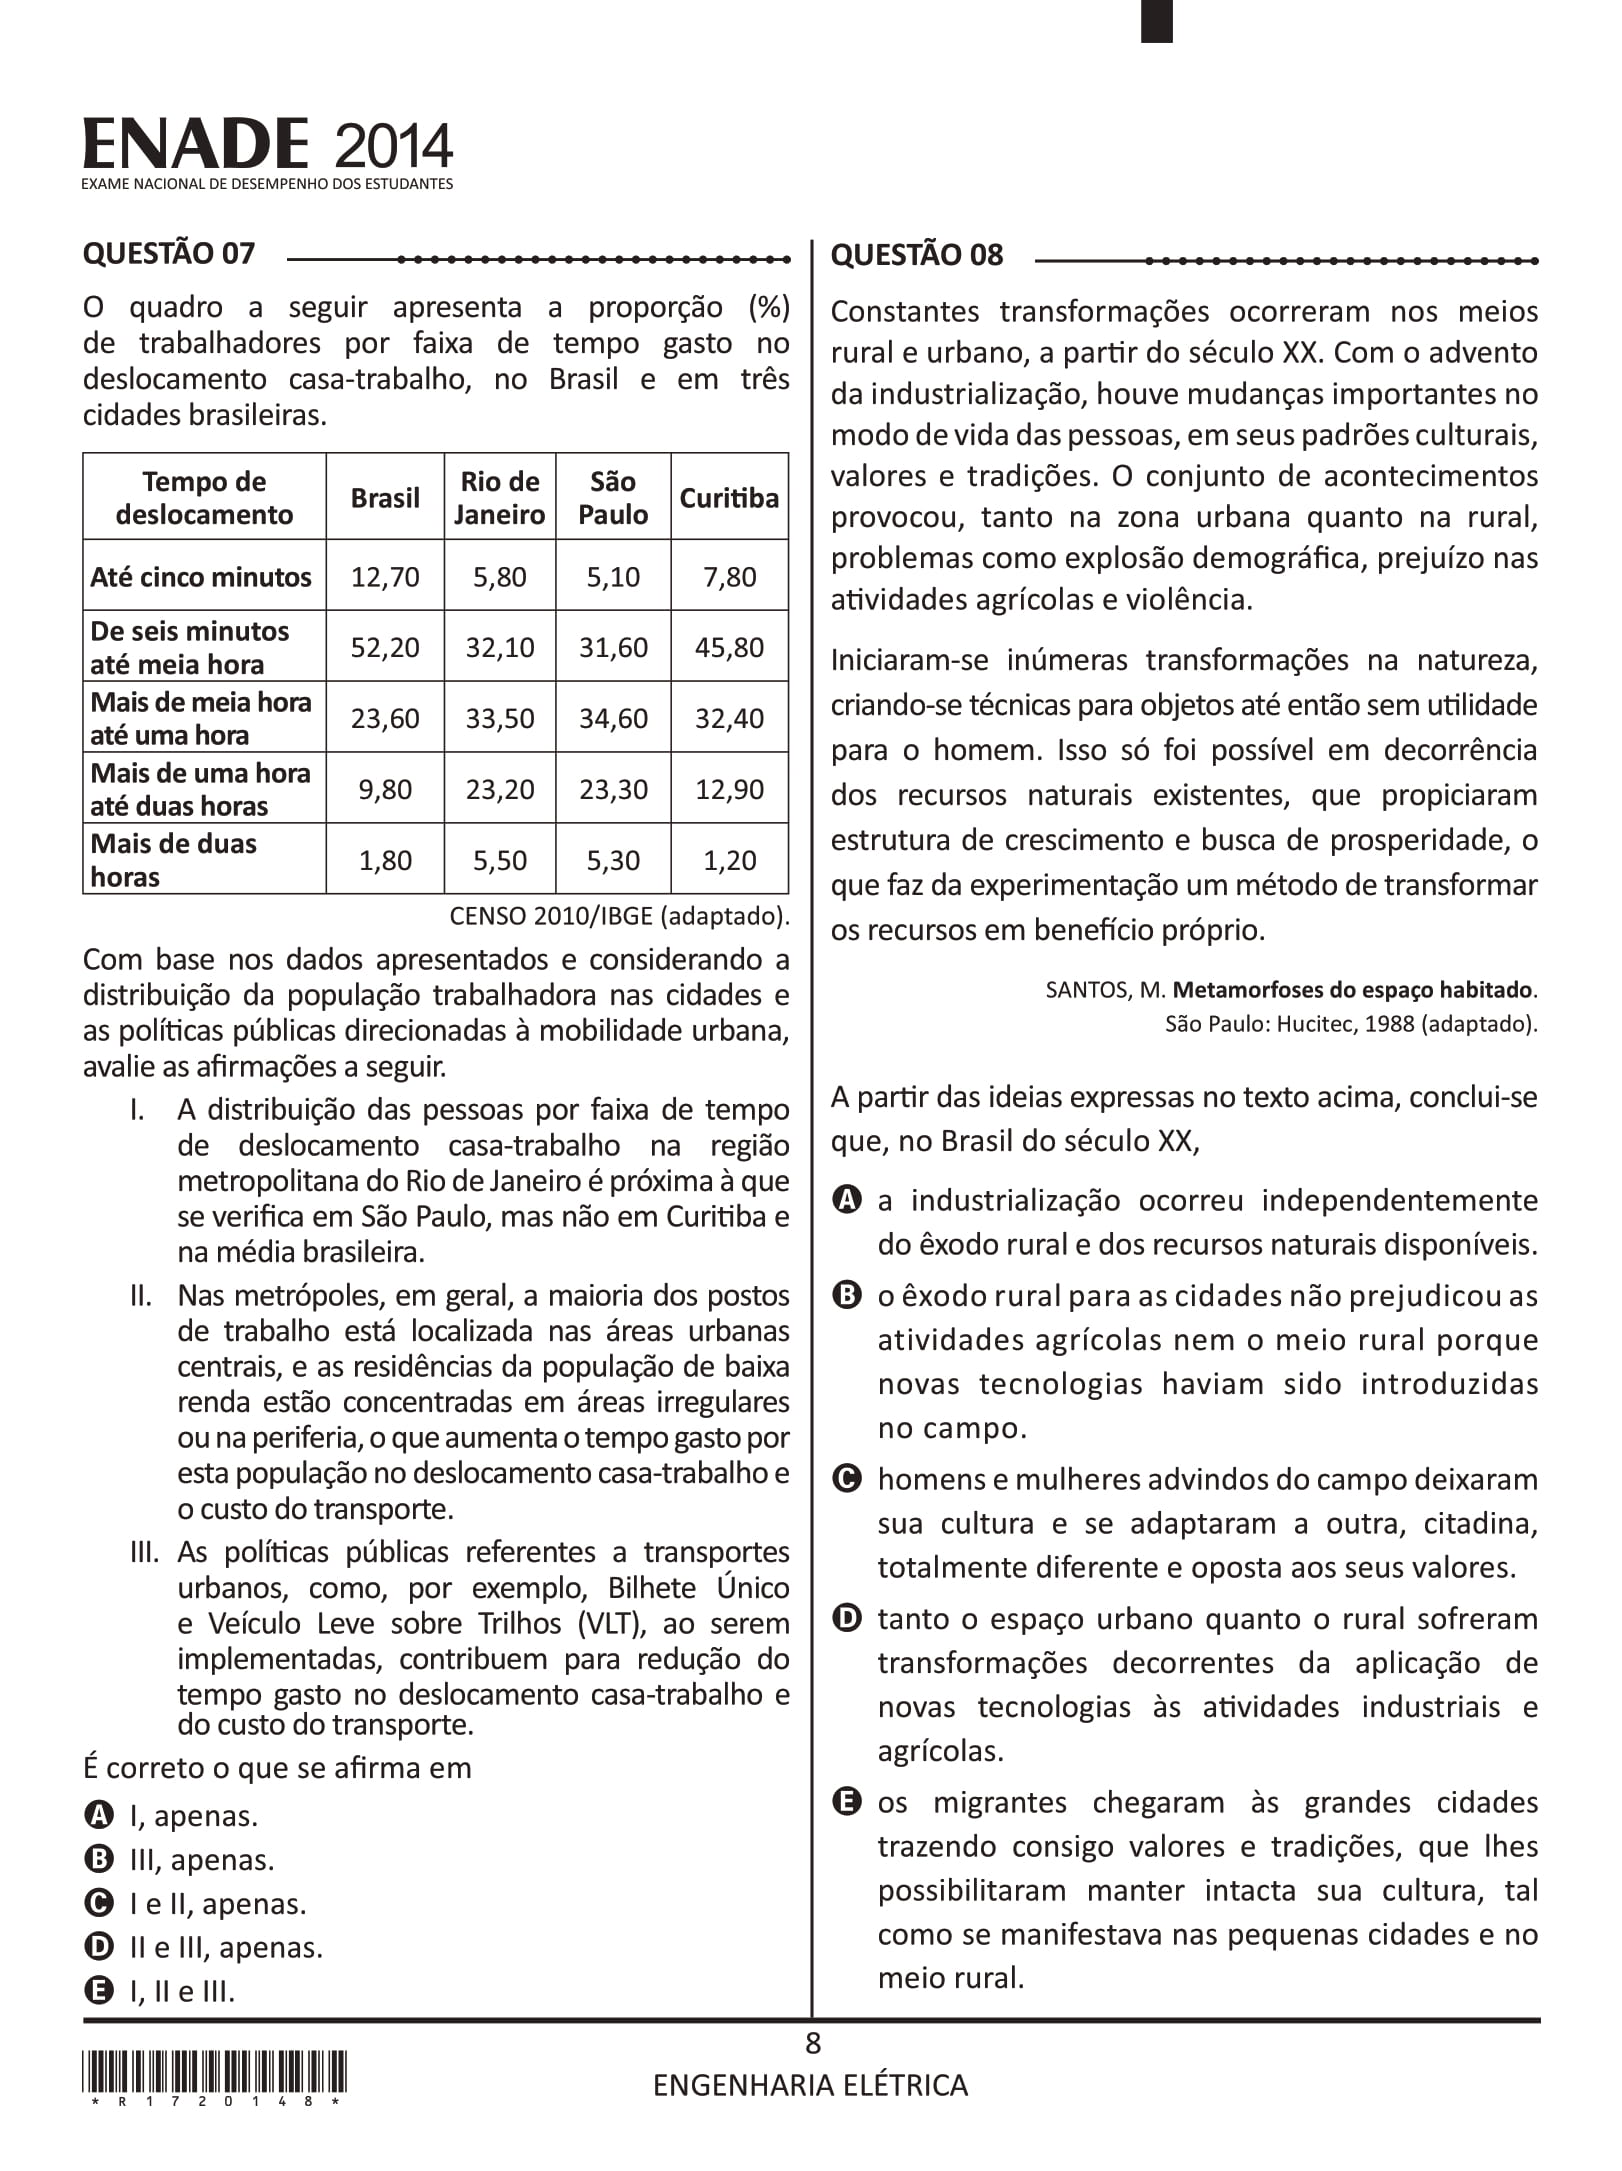 ENADE 2014
EXAME NACIONAL DE DESEMPENHO DOS ESTUDANTES
QUESTÃO 07
O quadro a seguir apresenta a proporção (%)
de trabalhadores por faixa de tempo gasto no
deslocamento casa-trabalho, no Brasil e em três
cidades brasileiras.
Tempo de deslocamento Brasil Rio de Janeiro São Paulo Curitiba
Até cinco minutos 12,70 5,80 5,10 7,80
De seis minutos até meia hora 52,20 32,10 31,60 45,80
Mais de meia hora até uma hora 23,60 33,50 34,60 32,40
Mais de uma hora até duas horas 9,80 23,20 23,30 12,90
Mais de duas horas 1,80 5,50 5,30 1,20
CENSO 2010/IBGE (adaptado).
Com base nos dados apresentados e considerando a
distribuição da população trabalhadora nas cidades e
as políticas públicas direcionadas à mobilidade urbana,
avalie as afirmações a seguir.
I. A distribuição das pessoas por faixa de tempo
de deslocamento casa-trabalho na região
metropolitana do Rio de Janeiro é próxima à que
se verifica em São Paulo, mas não em Curitiba e
na média brasileira.
II. Nas metrópoles, em geral, a maioria dos postos
de trabalho está localizada nas áreas urbanas
centrais, e as residências da população de baixa
renda estão concentradas em áreas irregulares
ou na periferia, o que aumenta o tempo gasto por
esta população no deslocamento casa-trabalho e
o custo do transporte.
III. As políticas públicas referentes a transportes
urbanos, como, por exemplo, Bilhete Único
e Veículo Leve sobre Trilhos (VLT), ao serem
implementadas, contribuem para redução do
tempo gasto no deslocamento casa-trabalho e
do custo do transporte.
É correto o que se afirma em
A I, apenas.
B III, apenas.
C I e II, apenas.
D II e III, apenas.
E I, II e III.
QUESTÃO 08
Constantes transformações ocorreram nos meios
rural e urbano, a partir do século XX. Com o advento
da industrialização, houve mudanças importantes no
modo de vida das pessoas, em seus padrões culturais,
valores e tradições. O conjunto de acontecimentos
provocou, tanto na zona urbana quanto na rural,
problemas como explosão demográfica, prejuízo nas
atividades agrícolas e violência.
Iniciaram-se inúmeras transformações na natureza,
criando-se técnicas para objetos até então sem utilidade
para o homem. Isso só foi possível em decorrência
dos recursos naturais existentes, que propiciaram
estrutura de crescimento e busca de prosperidade, o
que faz da experimentação um método de transformar
os recursos em benefício próprio.
SANTOS, M. Metamorfoses do espaço habitado.
São Paulo: Hucitec, 1988 (adaptado).
A partir das ideias expressas no texto acima, conclui-se
que, no Brasil do século XX,
A a industrialização ocorreu independentemente
do êxodo rural e dos recursos naturais disponíveis.
B o êxodo rural para as cidades não prejudicou as
atividades agrícolas nem o meio rural porque
novas tecnologias haviam sido introduzidas
no campo.
C homens e mulheres advindos do campo deixaram
sua cultura e se adaptaram a outra, citadina,
totalmente diferente e oposta aos seus valores.
D tanto o espaço urbano quanto o rural sofreram
transformações decorrentes da aplicação de
novas tecnologias às atividades industriais e
agrícolas.
E os migrantes chegaram às grandes cidades
trazendo consigo valores e tradições, que lhes
possibilitaram manter intacta sua cultura, tal
como se manifestava nas pequenas cidades e no
meio rural.
8
ENGENHARIA ELÉTRICA
*R1720148*